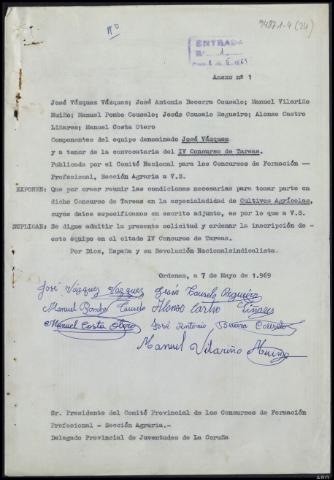 Nº
7487 1-4 (24)
ENTRADA
Anexo nº 1
José Vázquez Vázquez; José Antonio Becerra Couselo; Manuel Vilariño
Muiño; Manuel Pombo Couselo; Jesús Couselo Regueiro; Alonso Castro
Liñares; Manuel Costa Otero
Componentes del equipo denominado José Vázquez
y a tenor de la convocatoria del IV Concurso de Tareas.
Publicada por el Comité Nacional para los Concursos de Formación —
Profesional, Sección Agraria a V.S.
EXPONEN: Que por creer reunir las condiciones necesarias para tomar parte en
dicho Concurso de Tareas en la especialidad de Cultivos Agrícolas,
cuyos datos especificamos en escrito adjunto, es por lo que a V.S.
SUPLICAN: Se digne admitir la presente solicitud y ordenar la inscripción de
este equipo en el citado IV Concurso de Tareas.
Por Dios, España y su Revolución Nacionalsindicalista.
Ordenes, a 7 de Mayo de 1.969
José Vázquez Vázquez Jesús Couselo Regueiro
Manuel Pombo Couselo Alonso Castro Liñares
Manuel Costa Otero José Antonio Becerra Couselo
Manuel Vilariño Muiño
Sr. Presidente del Comité Provincial de los Concursos de Formación
Profesional – Sección Agraria.–
Delegado Provincial de Juventudes de La Coruña